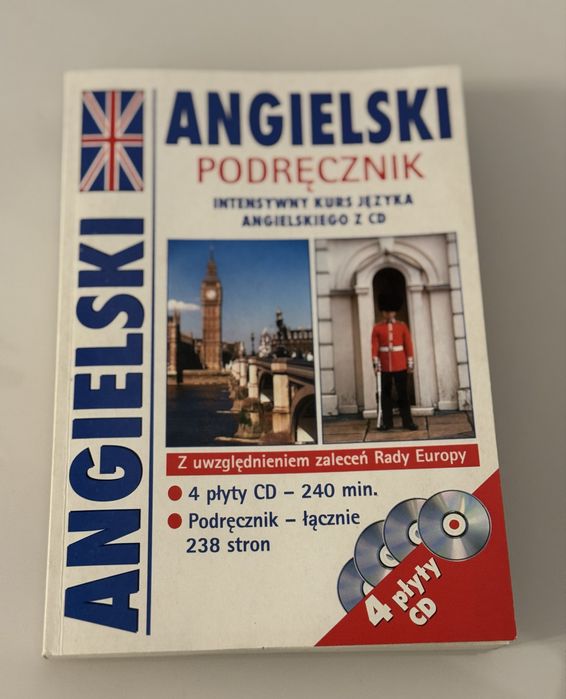 ANGIELSKI
ANGIELSKI
PODRĘCZNIK
INTENSYWNY KURS JĘZYKA
ANGIELSKIEGO Z CD
Z uwzględnieniem zaleceń Rady Europy
4 płyty CD – 240 min.
Podręcznik – łącznie
238 stron
4 płyty
CD